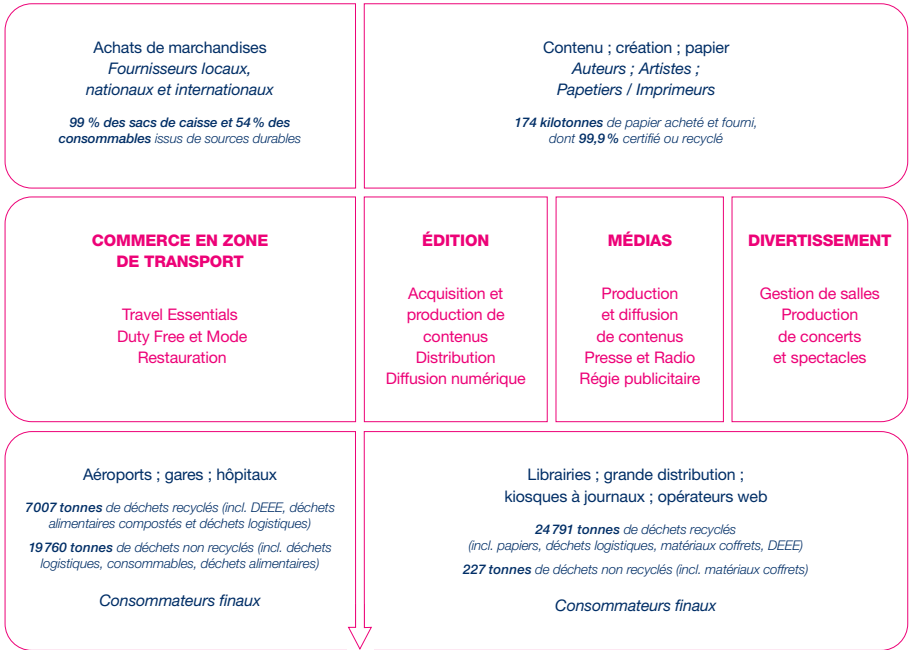 Achats de marchandises
Fournisseurs locaux,
nationaux et internationaux
99 % des sacs de caisse et 54 % des
consommables issus de sources durables
Contenu ; création ; papier
Auteurs ; Artistes ;
Papetiers / Imprimeurs
174 kilotonnes de papier acheté et fourni,
dont 99,9 % certifié ou recyclé
COMMERCE EN ZONE
DE TRANSPORT
Travel Essentials
Duty Free et Mode
Restauration
ÉDITION
Acquisition et
production de
contenus
Distribution
Diffusion numérique
MÉDIAS
Production
et diffusion
de contenus
Presse et Radio
Régie publicitaire
DIVERTISSEMENT
Gestion de salles
Production
de concerts
et spectacles
Aéroports ; gares ; hôpitaux
7 007 tonnes de déchets recyclés (incl. DEEE, déchets
alimentaires compostés et déchets logistiques)
19 760 tonnes de déchets non recyclés (incl. déchets
logistiques, consommables, déchets alimentaires)
Consommateurs finaux
Librairies ; grande distribution ;
kiosques à journaux ; opérateurs web
24 791 tonnes de déchets recyclés
(incl. papiers, déchets logistiques, matériaux coffrets, DEEE)
227 tonnes de déchets non recyclés (incl. matériaux coffrets)
Consommateurs finaux